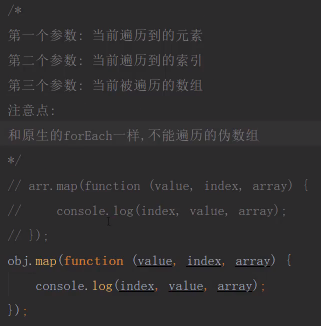 /*
第一个参数: 当前遍历到的元素
第二个参数: 当前遍历到的索引
第三个参数: 当前被遍历的数组
注意点:
和原生的forEach一样,不能遍历的伪数组
*/
// arr.map(function (value, index, array) {
//     console.log(index, value, array);
// });
obj.map(function (value, index, array) {
    console.log(index, value, array);
});